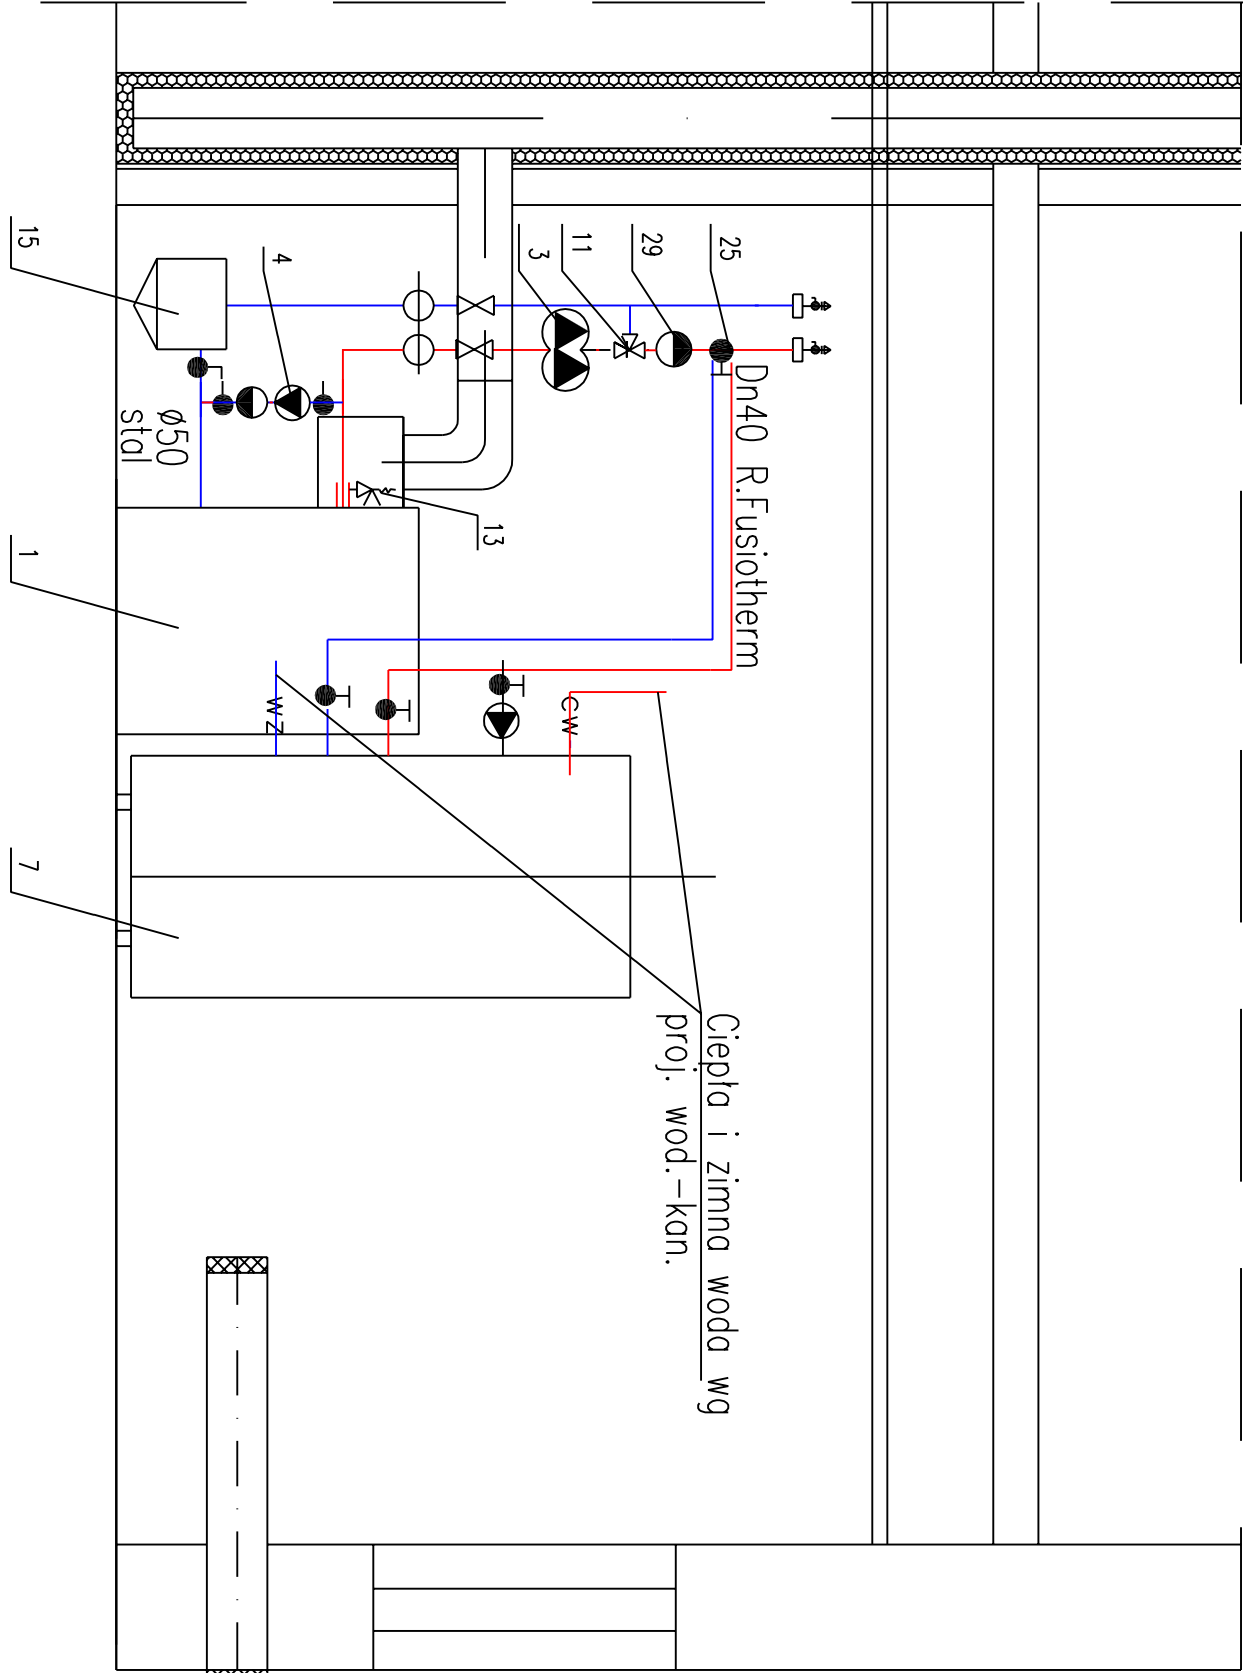 15
4
3
11
29
25
Dn40 R.Fusiotherm
Ø50
stal
13
1
wz
cw
7
Ciepła i zimna woda wg
proj. wod.-kan.